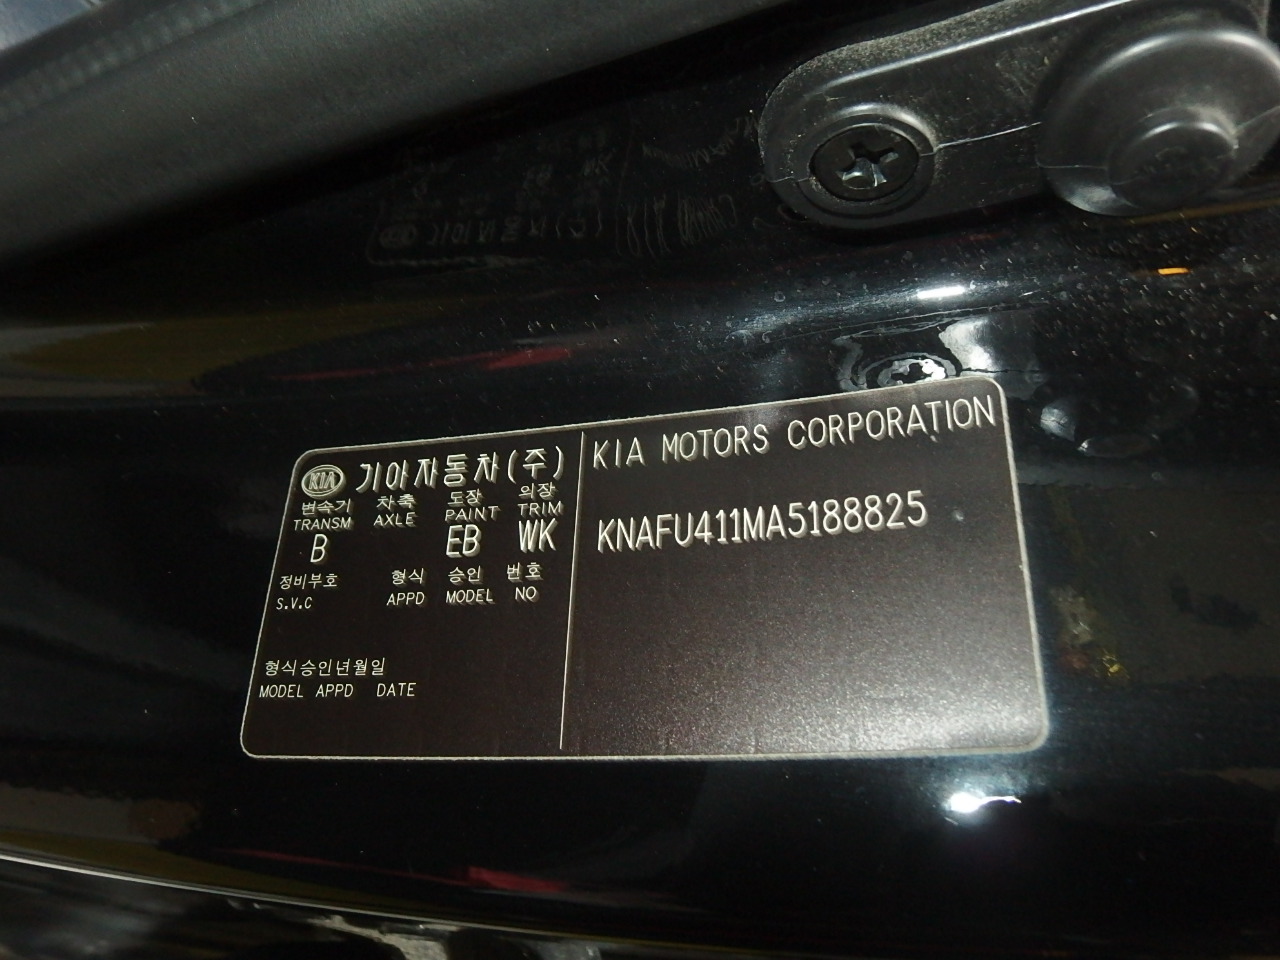 KIA 기아자동차(주)
변속기 차축 도장 의장
TRANSM AXLE PAINT TRIM
B EB WK
정비부호 형식 승인 번호
S.V.C APPD MODEL NO
형식승인년월일
MODEL APPD DATE
KIA MOTORS CORPORATION
KNAFU411MA5188825